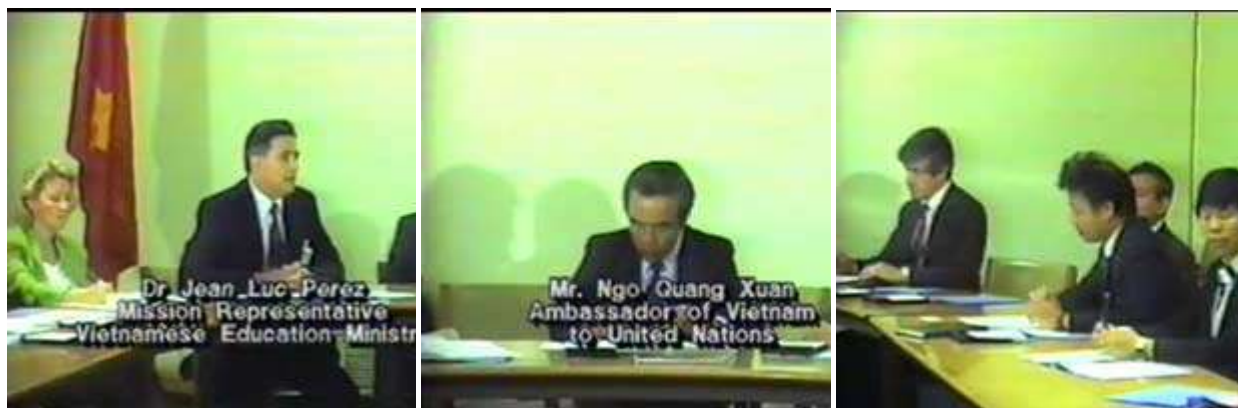 Dr Jean Luc Perez
Mission Representative
Vietnamese Education Ministr
Mr. Ngo Quang Xuan
Ambassador of Vietnam
to United Nations